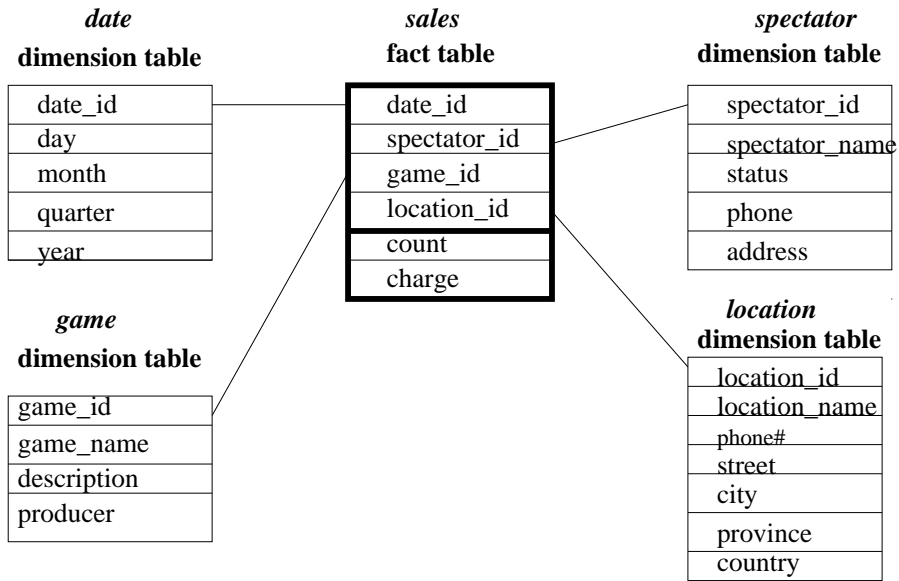 date
dimension table
date_id
day
month
quarter
year
sales
fact table
date_id
spectator_id
game_id
location_id
count
charge
spectator
dimension table
spectator_id
spectator_name
status
phone
address
game
dimension table
game_id
game_name
description
producer
location
dimension table
location_id
location_name
phone#
street
city
province
country